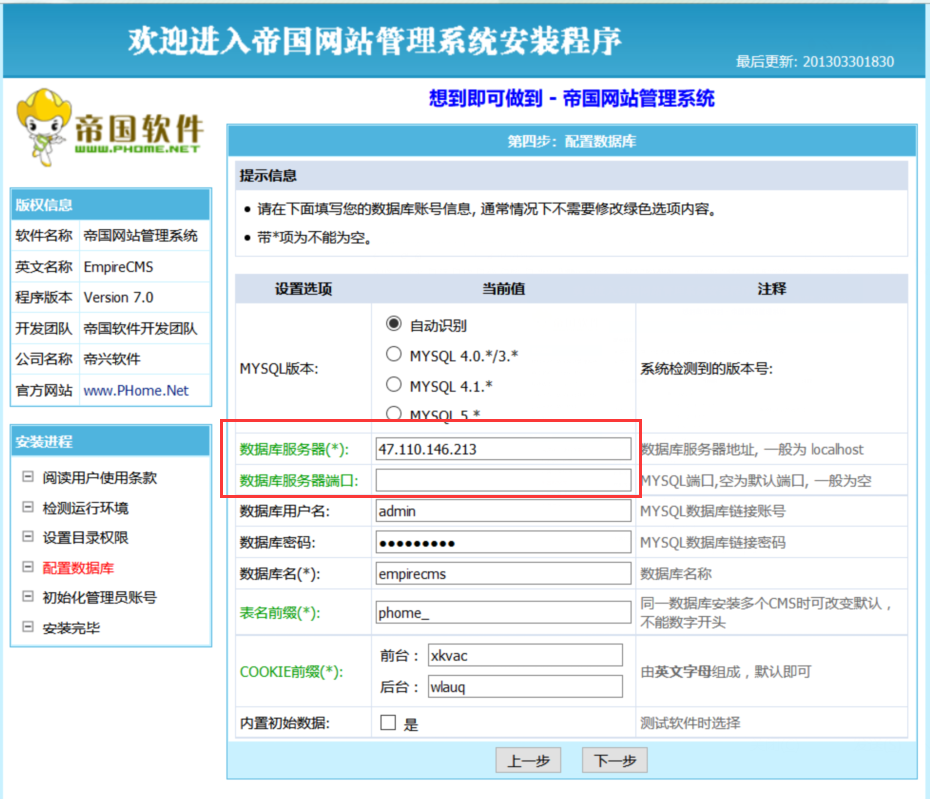 欢迎进入帝国网站管理系统安装程序
最后更新: 201303301830
帝国软件
WWW.PHOME.NET
想到即可做到 - 帝国网站管理系统
版权信息
软件名称 帝国网站管理系统
英文名称 EmpireCMS
程序版本 Version 7.0
开发团队 帝国软件开发团队
公司名称 帝兴软件
官方网站 www.PHome.Net
安装进程
阅读用户使用条款
检测运行环境
设置目录权限
配置数据库
初始化管理员账号
安装完毕
第四步：配置数据库
提示信息
• 请在下面填写您的数据库账号信息, 通常情况下不需要修改绿色选项内容。
• 带*项为不能为空。
设置选项 当前值 注释
自动识别
MYSQL 4.0.*/3.*
MYSQL版本: 系统检测到的版本号:
MYSQL 4.1.*
MYSQL 5.*
数据库服务器(*): 47.110.146.213 数据库服务器地址, 一般为 localhost
数据库服务器端口: MYSQL端口,空为默认端口, 一般为空
数据库用户名: admin MYSQL数据库链接账号
数据库密码: ●●●●●●●●● MYSQL数据库链接密码
数据库名(*): empirecms 数据库名称
表名前缀(*): phome_ 同一数据库安装多个CMS时可改变默认，
不能数字开头
前台： xkvac
COOKIE前缀(*): 由英文字母组成，默认即可
后台： wlauq
内置初始数据: 是 测试软件时选择
上一步 下一步